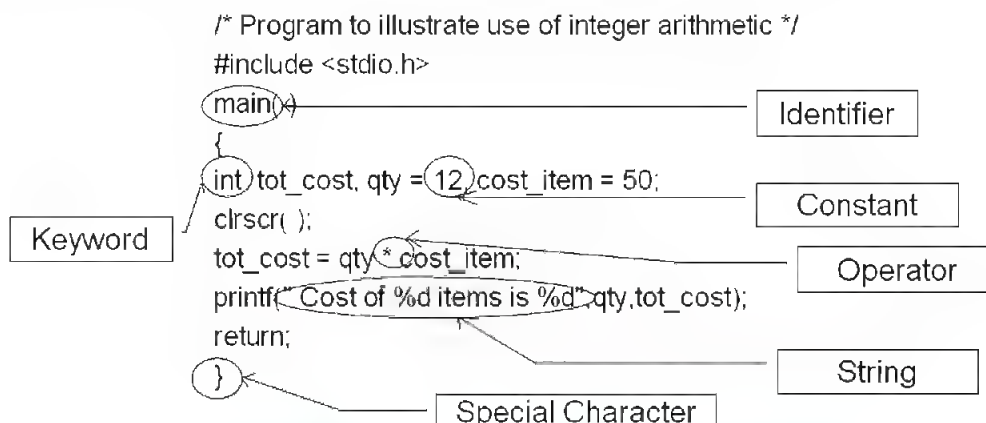 /* Program to illustrate use of integer arithmetic */
#include <stdio.h>
main()
Identifier
{
int tot_cost, qty = 12, cost_item = 50;
Constant
clrscr( );
Keyword
tot_cost = qty * cost_item;
Operator
printf(" Cost of %d items is %d",qty,tot_cost);
return;
String
}
Special Character